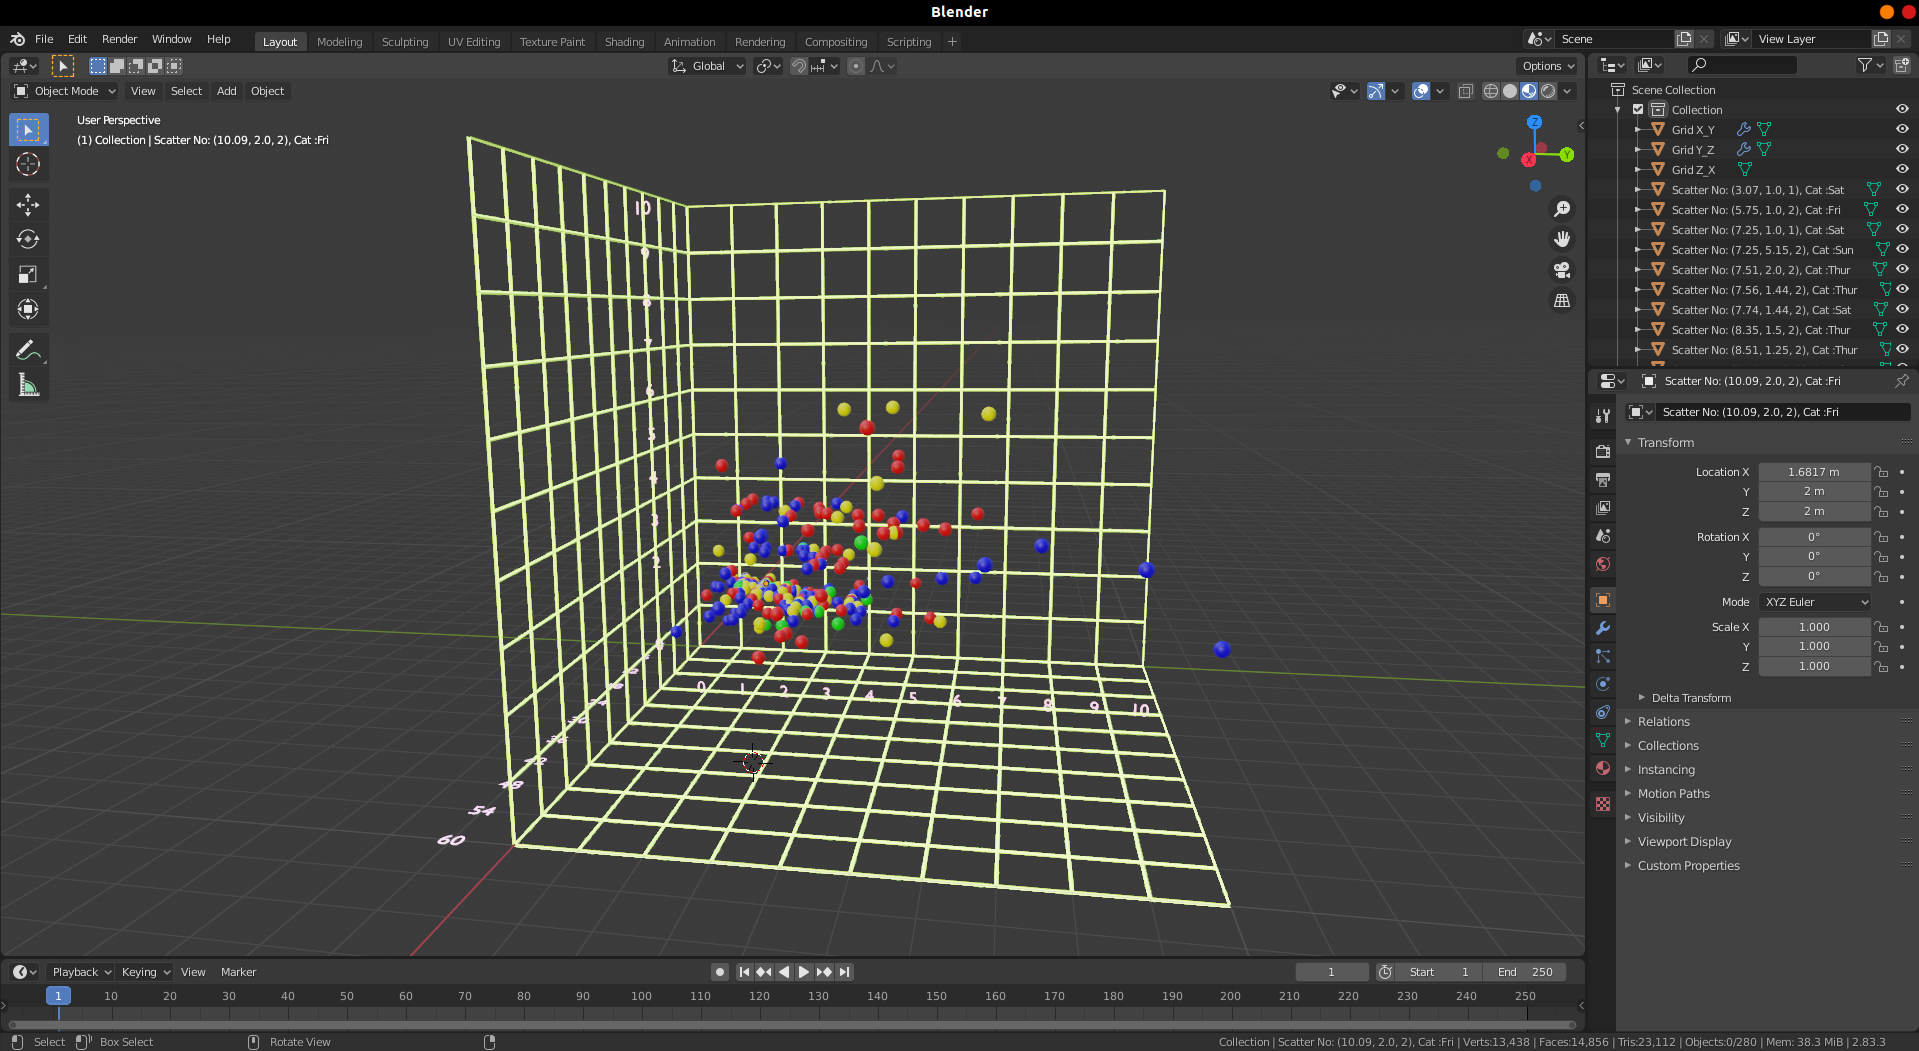 Blender
File Edit Render Window Help
Layout Modeling Sculpting UV Editing Texture Paint Shading Animation Rendering Compositing Scripting +
Scene
View Layer
Global
Options
Object Mode View Select Add Object
User Perspective
(1) Collection | Scatter No: (10.09, 2.0, 2), Cat :Fri
Z
Y
X
10
9
8
7
6
5
4
3
2
0
0 1 2 3 4 5 6 7 8 9 10
48
54
60
Scene Collection
Collection
Grid X_Y
Grid Y_Z
Grid Z_X
Scatter No: (3.07, 1.0, 1), Cat :Sat
Scatter No: (5.75, 1.0, 2), Cat :Fri
Scatter No: (7.25, 1.0, 1), Cat :Sat
Scatter No: (7.25, 5.15, 2), Cat :Sun
Scatter No: (7.51, 2.0, 2), Cat :Thur
Scatter No: (7.56, 1.44, 2), Cat :Thur
Scatter No: (7.74, 1.44, 2), Cat :Sat
Scatter No: (8.35, 1.5, 2), Cat :Thur
Scatter No: (8.51, 1.25, 2), Cat :Thur
Scatter No: (10.09, 2.0, 2), Cat :Fri
Scatter No: (10.09, 2.0, 2), Cat :Fri
Transform
Location X 1.6817 m
Y 2 m
Z 2 m
Rotation X 0°
Y 0°
Z 0°
Mode XYZ Euler
Scale X 1.000
Y 1.000
Z 1.000
Delta Transform
Relations
Collections
Instancing
Motion Paths
Visibility
Viewport Display
Custom Properties
Playback Keying View Marker
1 Start 1 End 250
1 10 20 30 40 50 60 70 80 90 100 110 120 130 140 150 160 170 180 190 200 210 220 230 240 250
Select Box Select Rotate View
Collection | Scatter No: (10.09, 2.0, 2), Cat :Fri | Verts:13,438 | Faces:14,856 | Tris:23,112 | Objects:0/280 | Mem: 38.3 MiB | 2.83.3